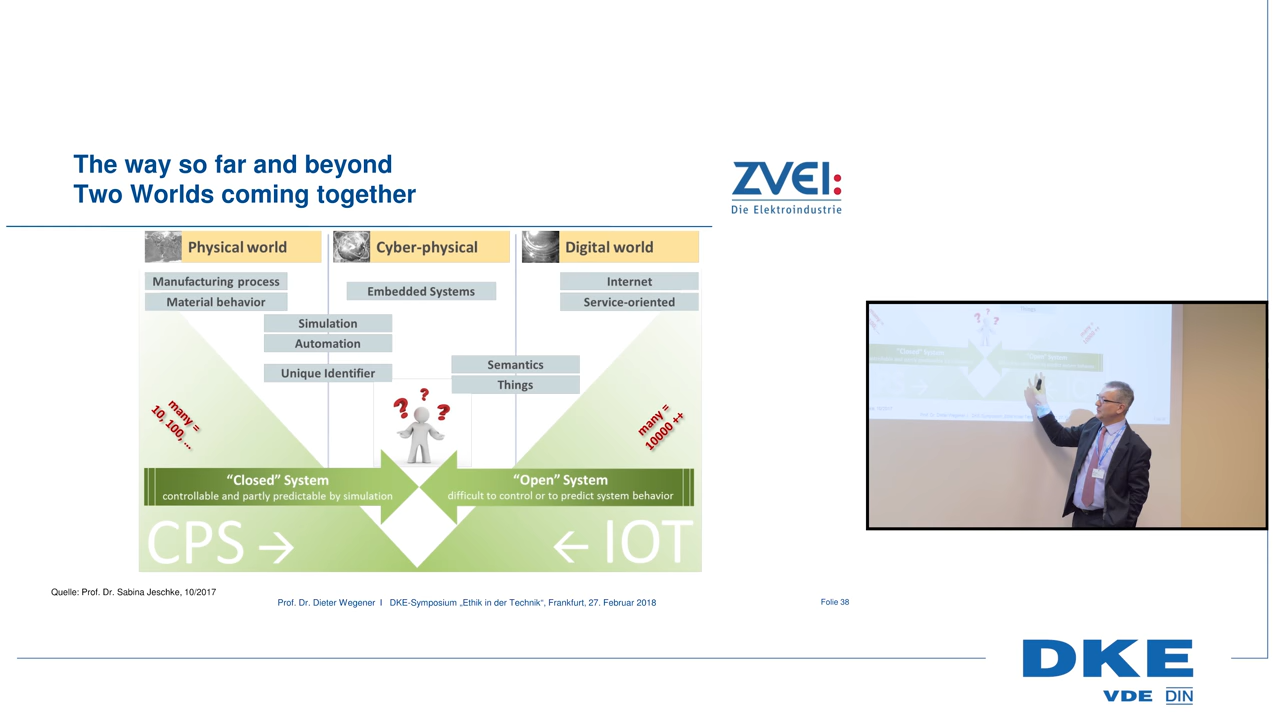 The way so far and beyond
Two Worlds coming together
ZVEI:
Die Elektroindustrie
Physical world
Cyber-physical
Digital world
Manufacturing process
Material behavior
Embedded Systems
Internet
Service-oriented
Simulation
Automation
Unique Identifier
Semantics
Things
? ? ?
many =
10, 100, ...
many =
10000 ++
“Closed” System
controllable and partly predictable by simulation
“Open” System
difficult to control or to predict system behavior
CPS →
← IOT
Quelle: Prof. Dr. Sabina Jeschke, 10/2017
Prof. Dr. Dieter Wegener I DKE-Symposium „Ethik in der Technik“, Frankfurt, 27. Februar 2018
Folie 38
"Closed" System
"Open" System
DKE
VDE DIN